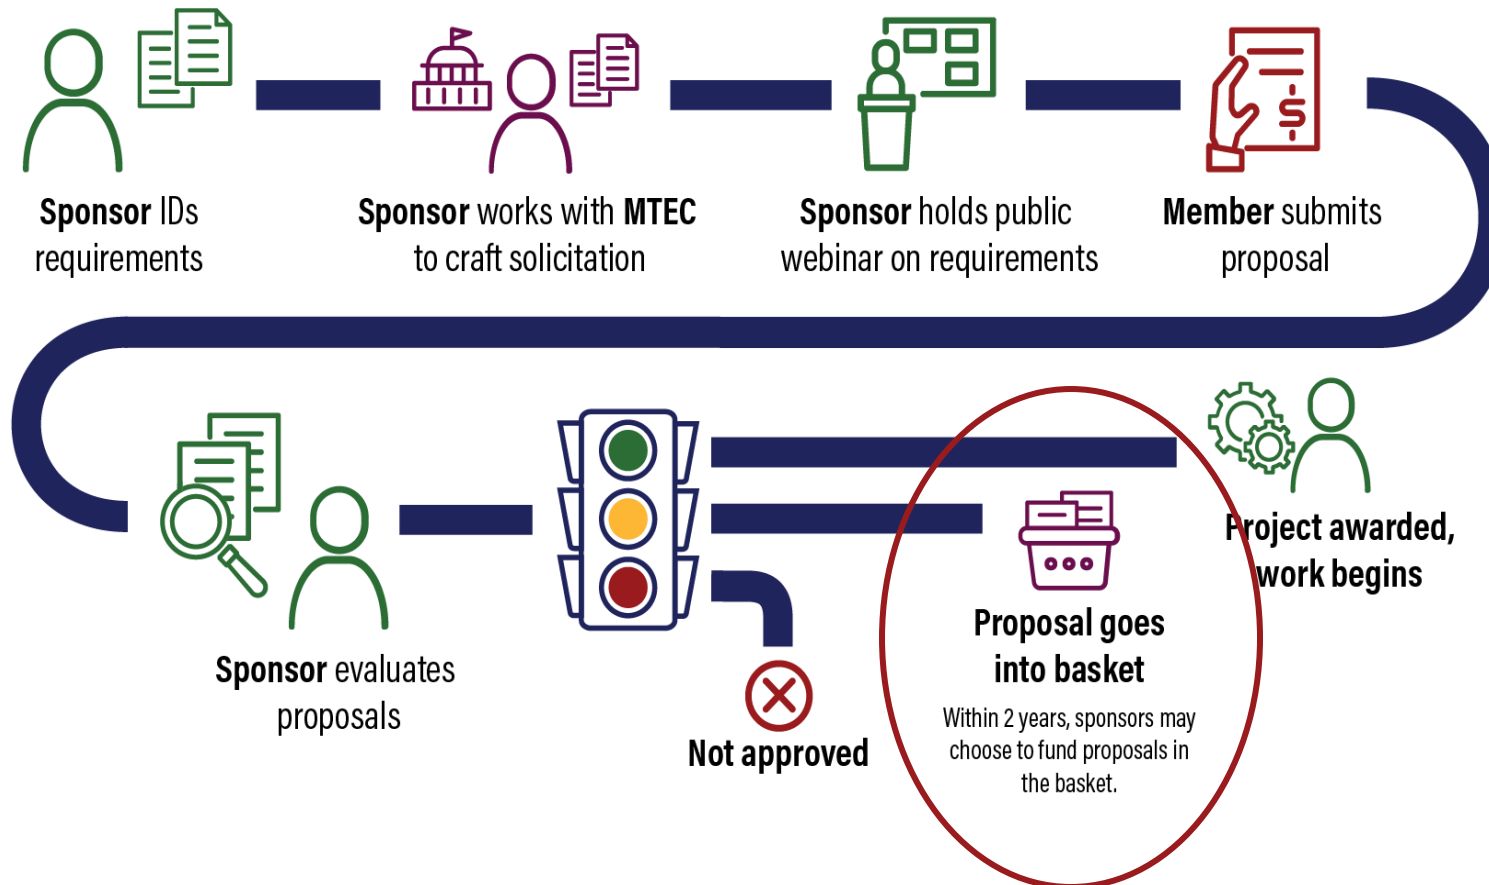 Sponsor IDs
requirements
Sponsor works with MTEC
to craft solicitation
Sponsor holds public
webinar on requirements
Member submits
proposal
$
Sponsor evaluates
proposals
Not approved
Proposal goes
into basket
Within 2 years, sponsors may
choose to fund proposals in
the basket.
Project awarded,
work begins